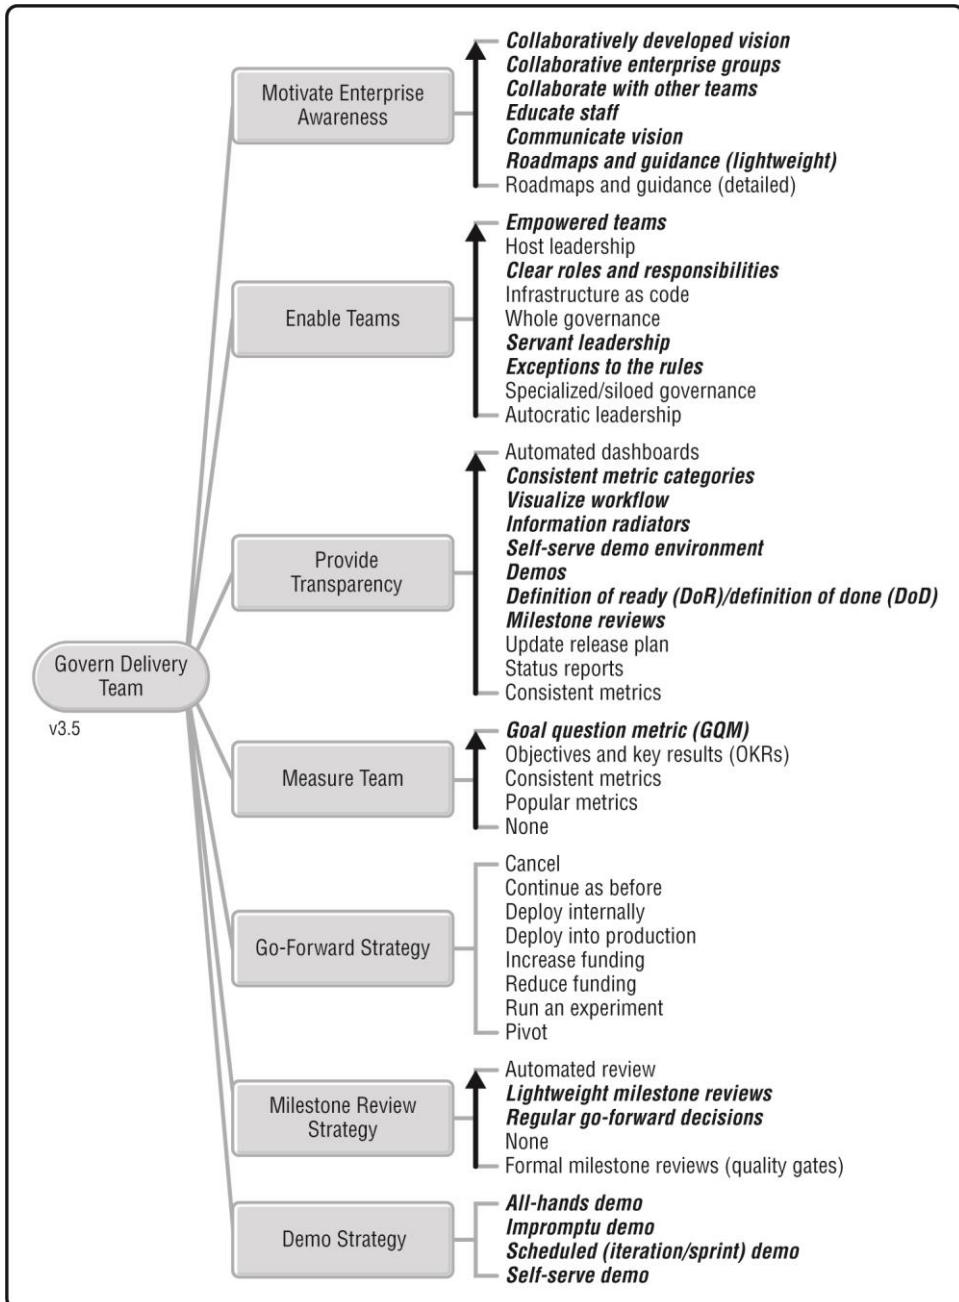 Collaboratively developed vision
Collaborative enterprise groups
Collaborate with other teams
Educate staff
Communicate vision
Roadmaps and guidance (lightweight)
Roadmaps and guidance (detailed)
Motivate Enterprise
Awareness
Empowered teams
Host leadership
Clear roles and responsibilities
Infrastructure as code
Whole governance
Servant leadership
Exceptions to the rules
Specialized/siloed governance
Autocratic leadership
Enable Teams
Automated dashboards
Consistent metric categories
Visualize workflow
Information radiators
Self-serve demo environment
Demos
Definition of ready (DoR)/definition of done (DoD)
Milestone reviews
Update release plan
Status reports
Consistent metrics
Provide
Transparency
Govern Delivery
Team
v3.5
Goal question metric (GQM)
Objectives and key results (OKRs)
Consistent metrics
Popular metrics
None
Measure Team
Cancel
Continue as before
Deploy internally
Deploy into production
Increase funding
Reduce funding
Run an experiment
Pivot
Go-Forward Strategy
Automated review
Lightweight milestone reviews
Regular go-forward decisions
None
Formal milestone reviews (quality gates)
Milestone Review
Strategy
All-hands demo
Impromptu demo
Scheduled (iteration/sprint) demo
Self-serve demo
Demo Strategy